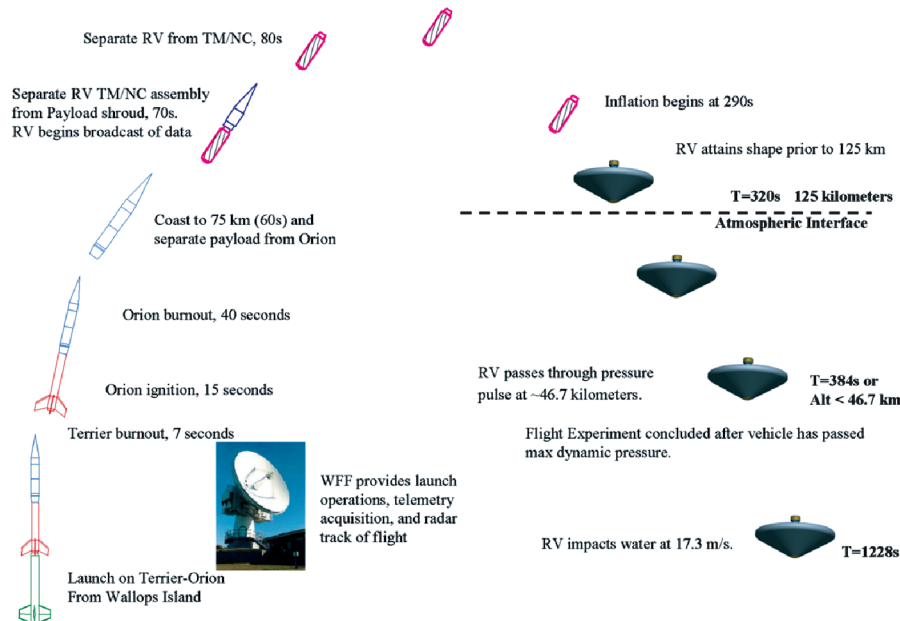 Separate RV from TM/NC, 80s
Separate RV TM/NC assembly
from Payload shroud, 70s.
RV begins broadcast of data
Coast to 75 km (60s) and
separate payload from Orion
Orion burnout, 40 seconds
Orion ignition, 15 seconds
Terrier burnout, 7 seconds
WFF provides launch
operations, telemetry
acquisition, and radar
track of flight
Launch on Terrier-Orion
From Wallops Island
Inflation begins at 290s
RV attains shape prior to 125 km
T=320s 125 kilometers
Atmospheric Interface
RV passes through pressure
pulse at ~46.7 kilometers.
T=384s or
Alt < 46.7 km
Flight Experiment concluded after vehicle has passed
max dynamic pressure.
RV impacts water at 17.3 m/s.
T=1228s